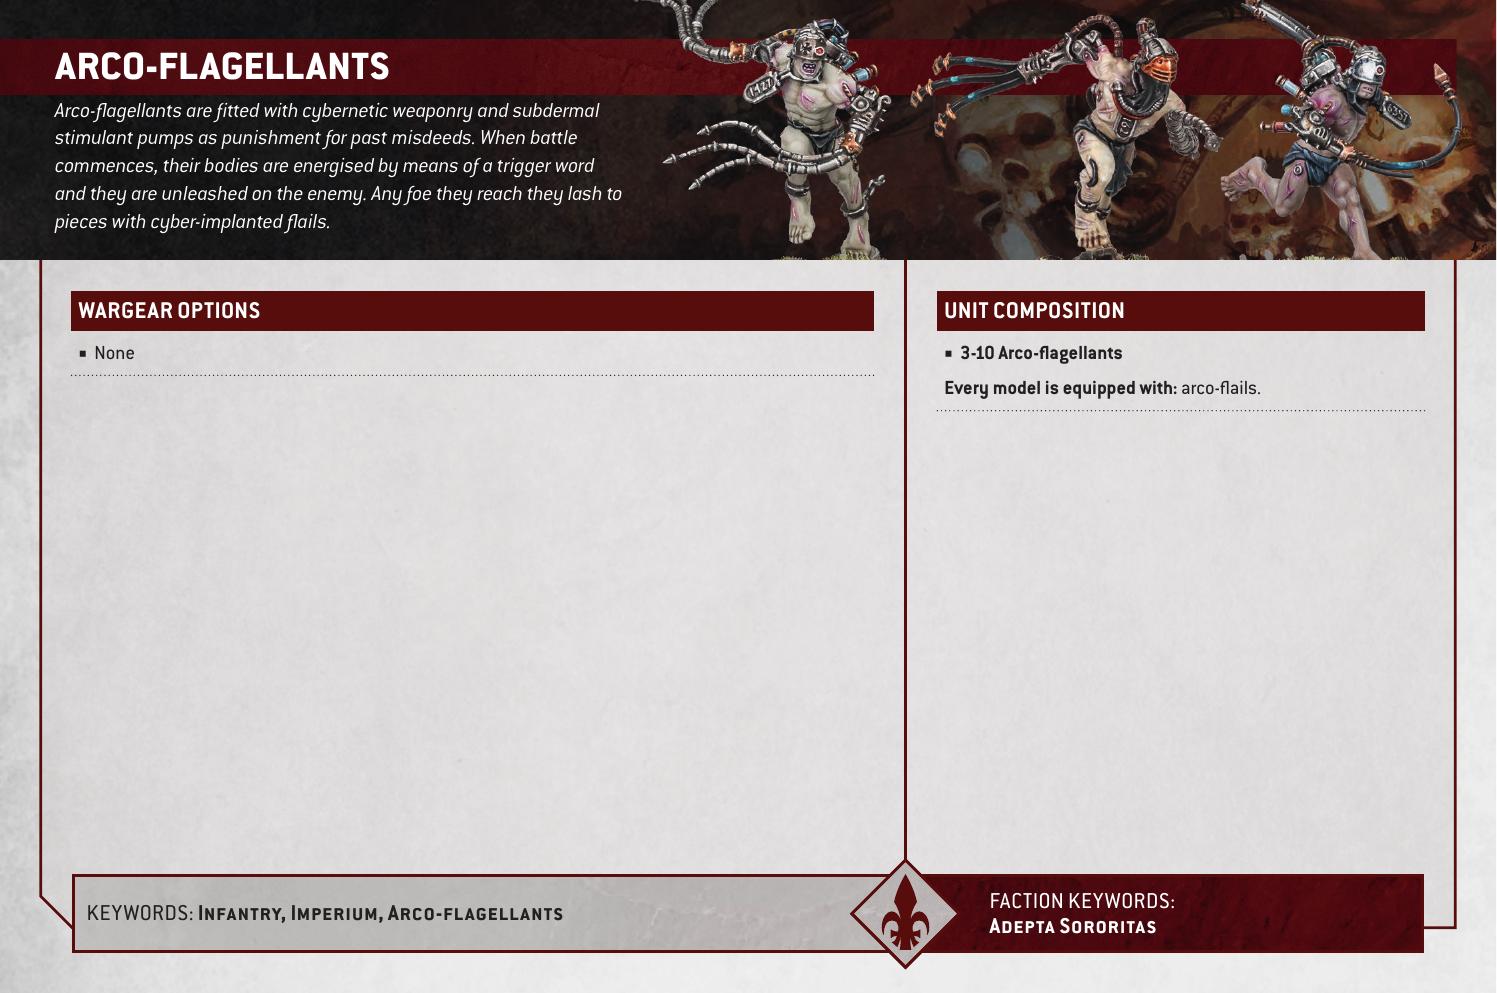 ARCO-FLAGELLANTS
Arco-flagellants are fitted with cybernetic weaponry and subdermal
stimulant pumps as punishment for past misdeeds. When battle
commences, their bodies are energised by means of a trigger word
and they are unleashed on the enemy. Any foe they reach they lash to
pieces with cyber-implanted flails.
WARGEAR OPTIONS
▪ None
UNIT COMPOSITION
▪ 3-10 Arco-flagellants
Every model is equipped with: arco-flails.
KEYWORDS: INFANTRY, IMPERIUM, ARCO-FLAGELLANTS
FACTION KEYWORDS:
ADEPTA SORORITAS